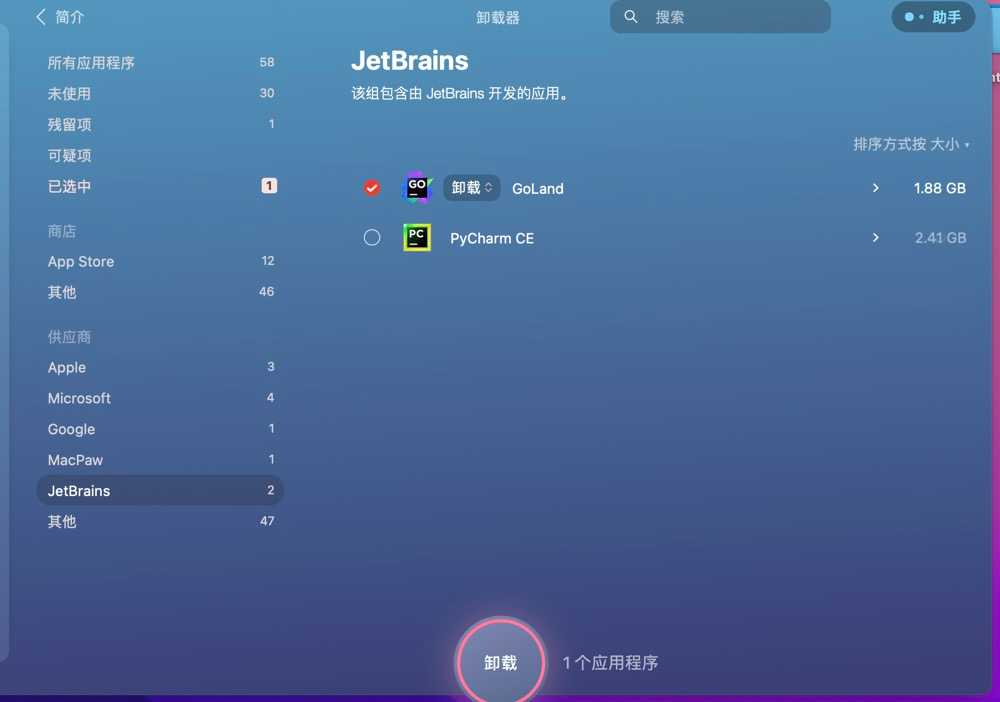 简介
卸载器
搜索
助手
所有应用程序 58
未使用 30
残留项 1
可疑项
已选中 1
商店
App Store 12
其他 46
供应商
Apple 3
Microsoft 4
Google 1
MacPaw 1
JetBrains 2
其他 47
JetBrains
该组包含由 JetBrains 开发的应用。
排序方式按 大小
GO 卸载 GoLand 1.88 GB
PC PyCharm CE 2.41 GB
卸载 1 个应用程序